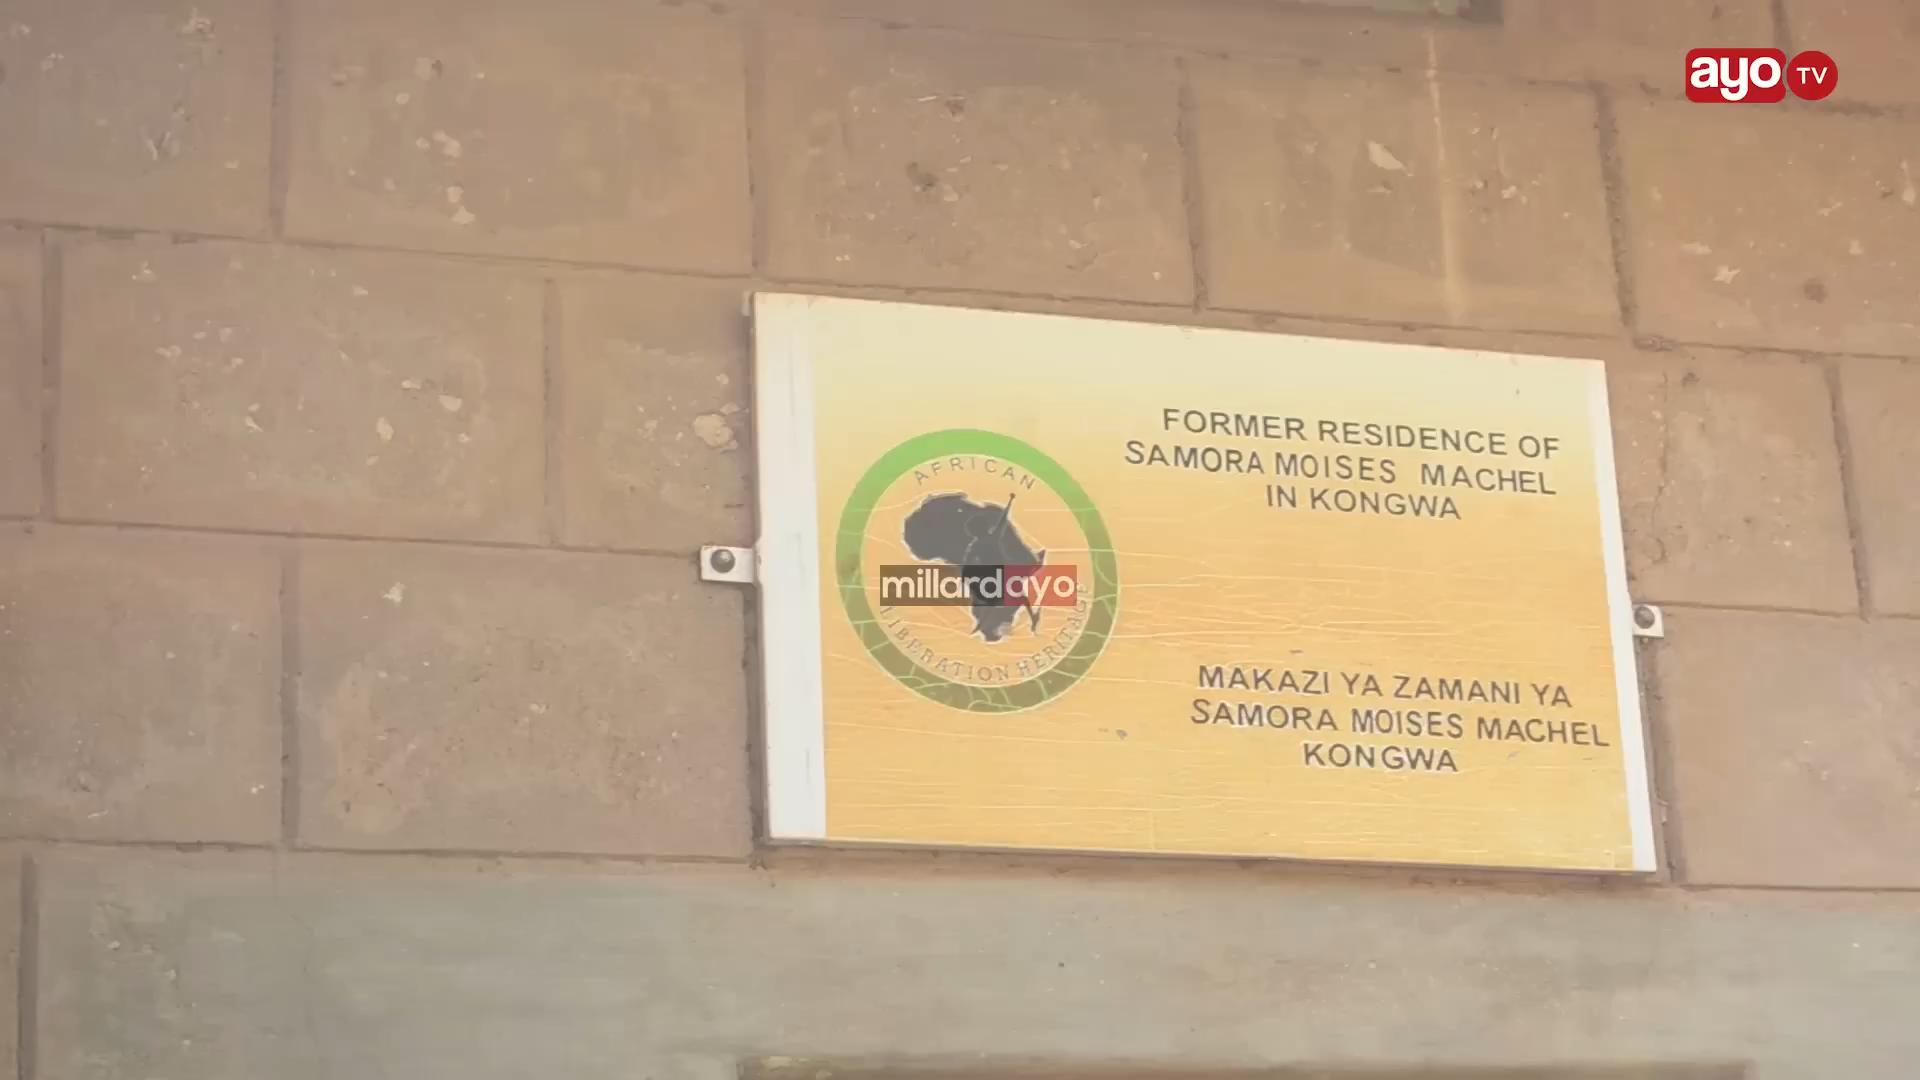 ayo TV
FORMER RESIDENCE OF
SAMORA MOISES MACHEL
IN KONGWA
AFRICAN
LIBERATION HERITAGE
millardayo
MAKAZI YA ZAMANI YA
SAMORA MOISES MACHEL
KONGWA